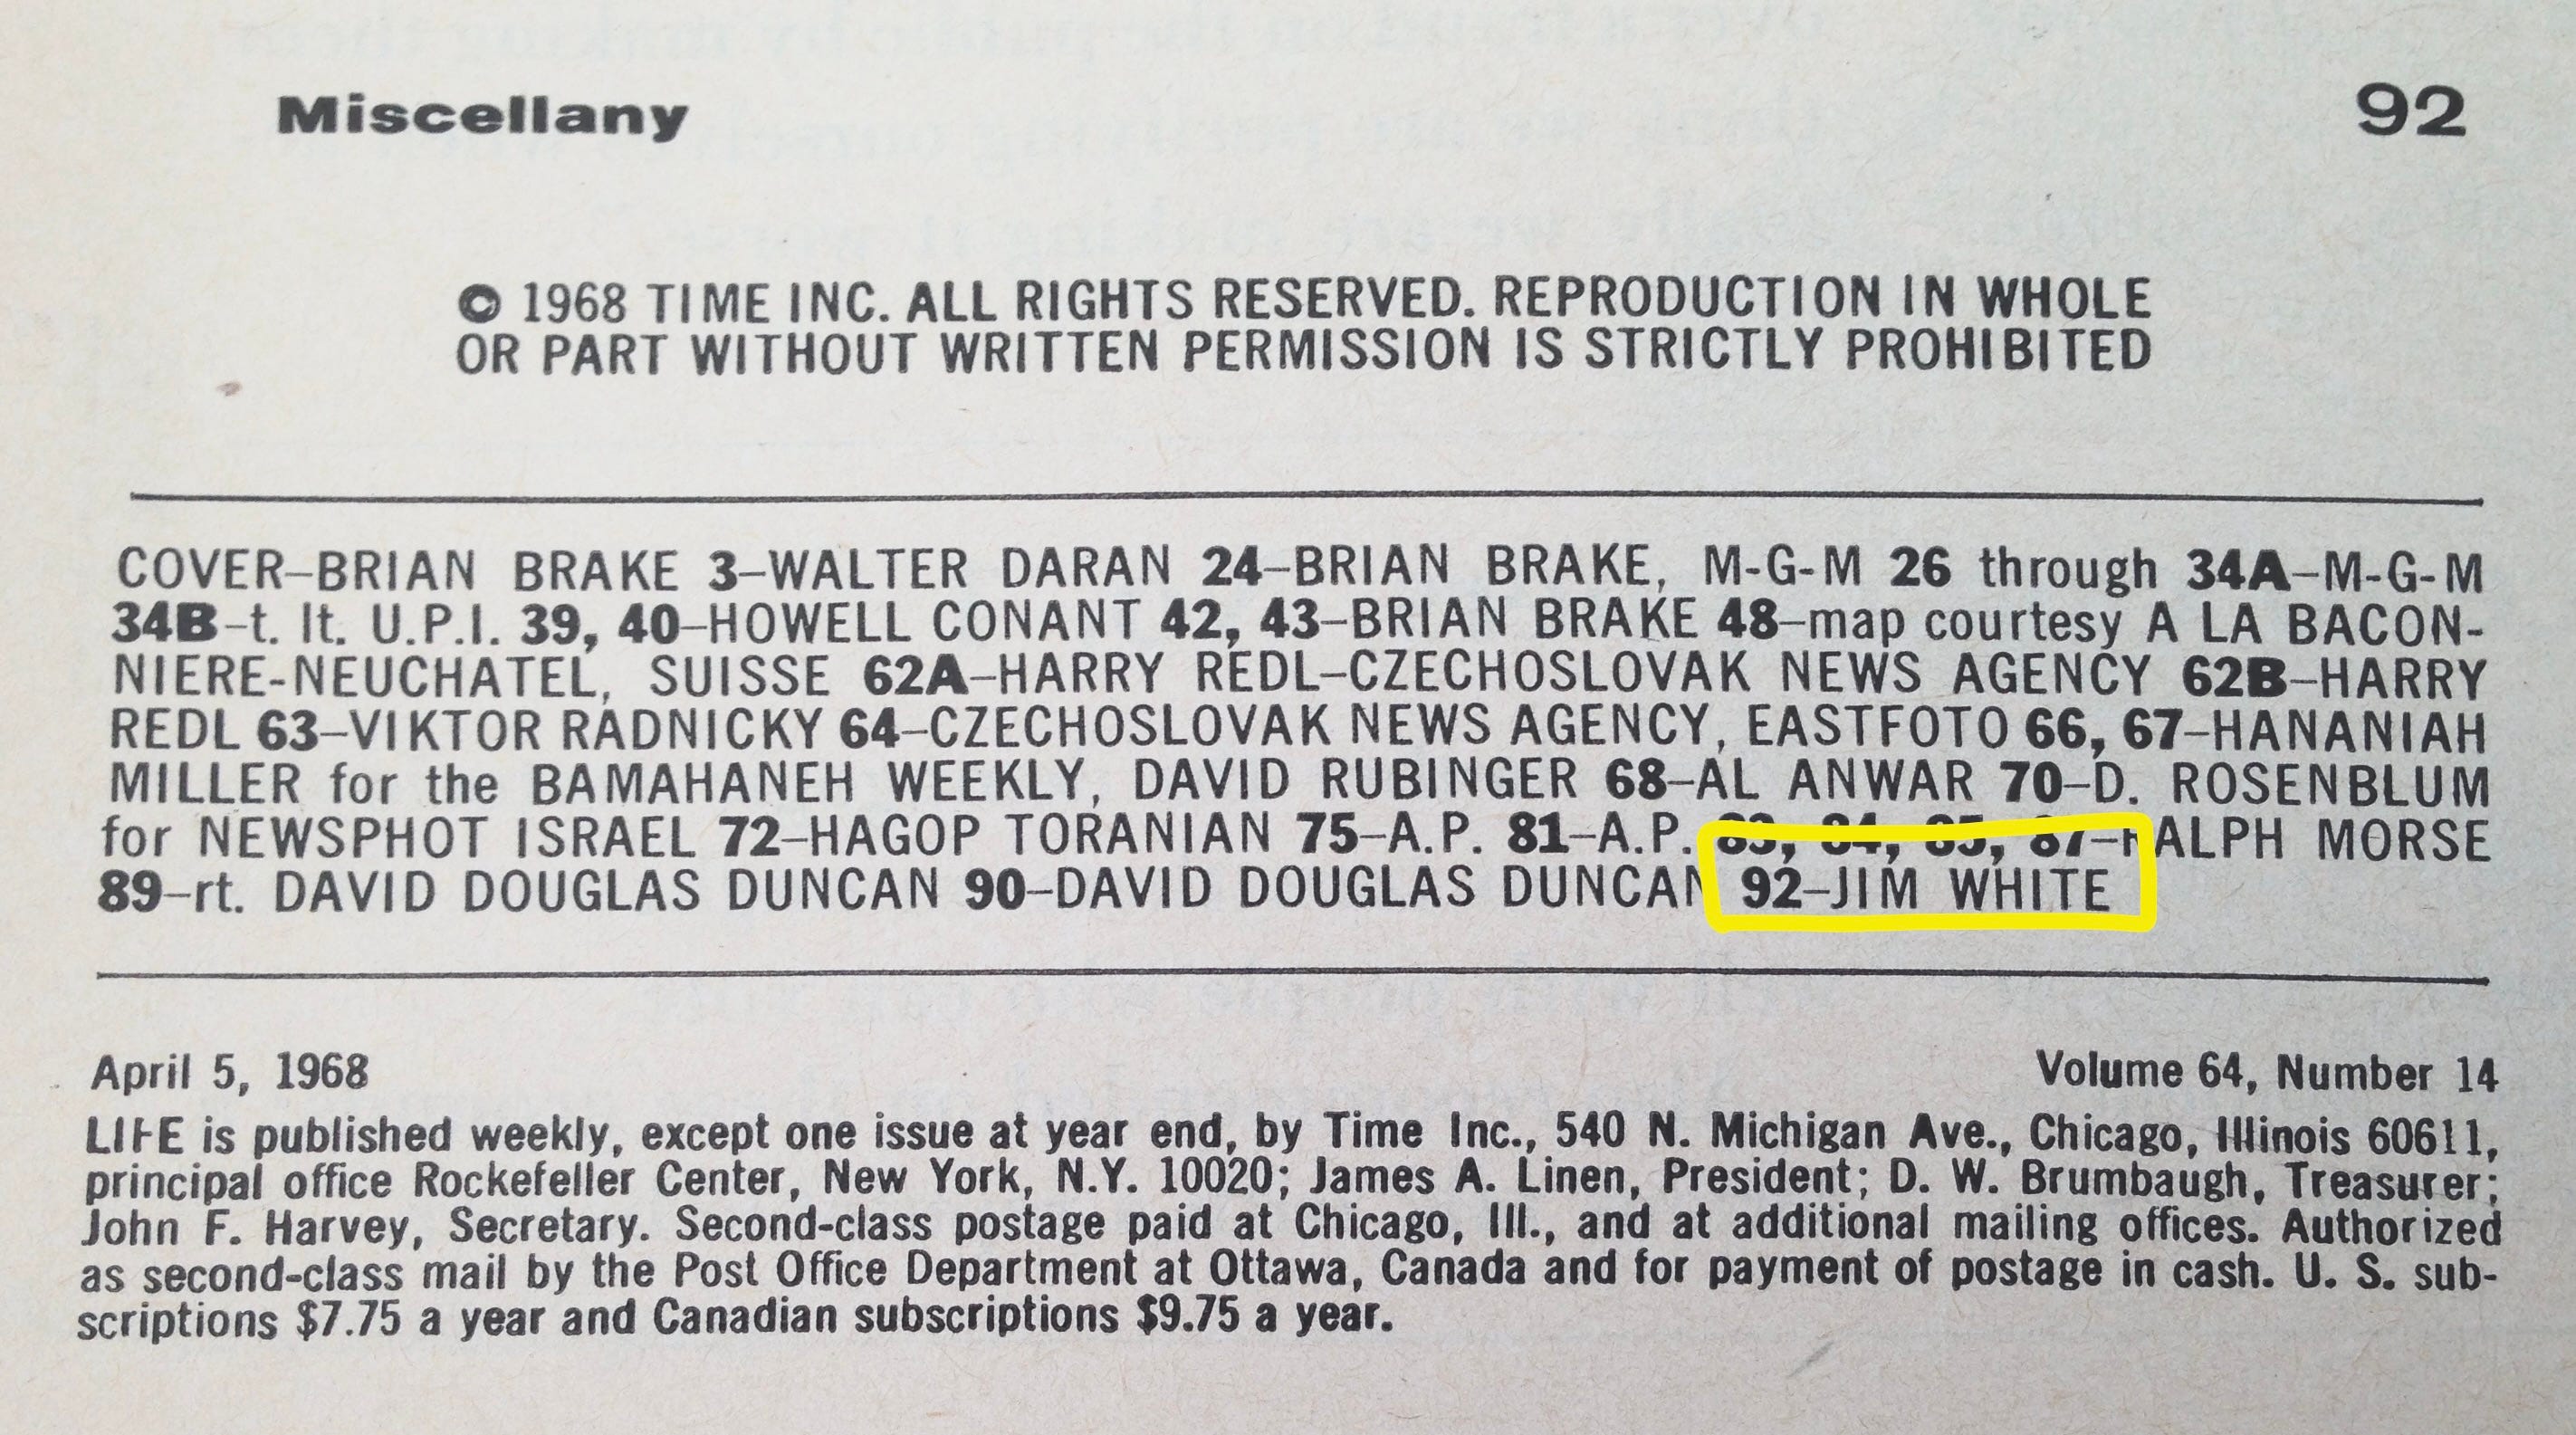 Miscellany 92
© 1968 TIME INC. ALL RIGHTS RESERVED. REPRODUCTION IN WHOLE
OR PART WITHOUT WRITTEN PERMISSION IS STRICTLY PROHIBITED
COVER–BRIAN BRAKE 3–WALTER DARAN 24–BRIAN BRAKE, M-G-M 26 through 34A–M-G-M
34B–t. lt. U.P.I. 39, 40–HOWELL CONANT 42, 43–BRIAN BRAKE 48–map courtesy A LA BACON-
NIERE-NEUCHATEL, SUISSE 62A–HARRY REDL–CZECHOSLOVAK NEWS AGENCY 62B–HARRY
REDL 63–VIKTOR RADNICKY 64–CZECHOSLOVAK NEWS AGENCY, EASTFOTO 66, 67–HANANIAH
MILLER for the BAMAHANEH WEEKLY, DAVID RUBINGER 68–AL ANWAR 70–D. ROSENBLUM
for NEWSPHOT ISRAEL 72–HAGOP TORANIAN 75–A.P. 81–A.P. 83, 84, 85, 87–RALPH MORSE
89–rt. DAVID DOUGLAS DUNCAN 90–DAVID DOUGLAS DUNCAN 92–JIM WHITE
April 5, 1968 Volume 64, Number 14
LIFE is published weekly, except one issue at year end, by Time Inc., 540 N. Michigan Ave., Chicago, Illinois 60611,
principal office Rockefeller Center, New York, N.Y. 10020; James A. Linen, President; D. W. Brumbaugh, Treasurer;
John F. Harvey, Secretary. Second-class postage paid at Chicago, Ill., and at additional mailing offices. Authorized
as second-class mail by the Post Office Department at Ottawa, Canada and for payment of postage in cash. U. S. sub-
scriptions $7.75 a year and Canadian subscriptions $9.75 a year.